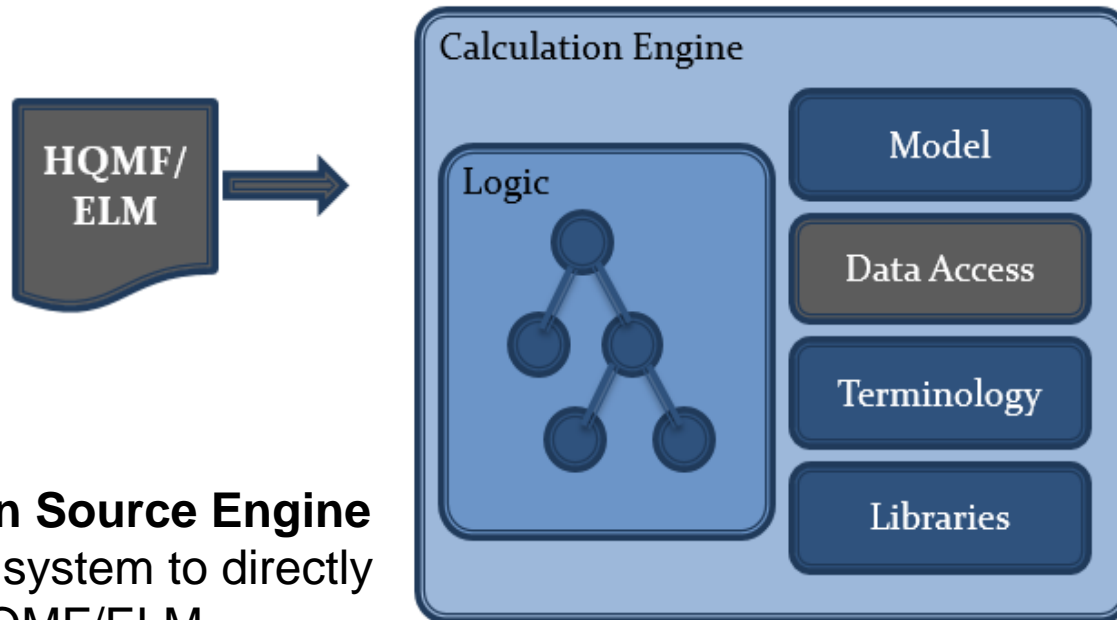 Calculation Engine
HQMF/
ELM
Logic
Model
Data Access
Terminology
Libraries
n Source Engine
system to directly